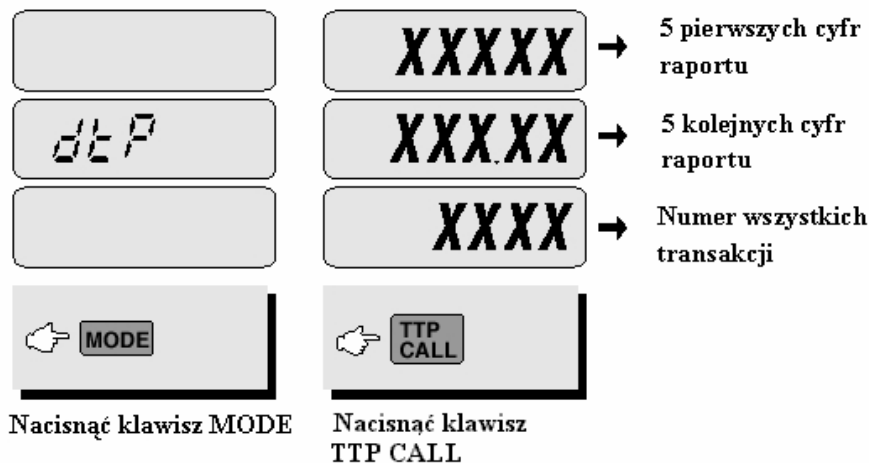 XXXXX
5 pierwszych cyfr
raportu
dtP
XXX.XX
5 kolejnych cyfr
raportu
XXXX
Numer wszystkich
transakcji
MODE
TTP
CALL
Nacisnąć klawisz MODE
Nacisnąć klawisz
TTP CALL